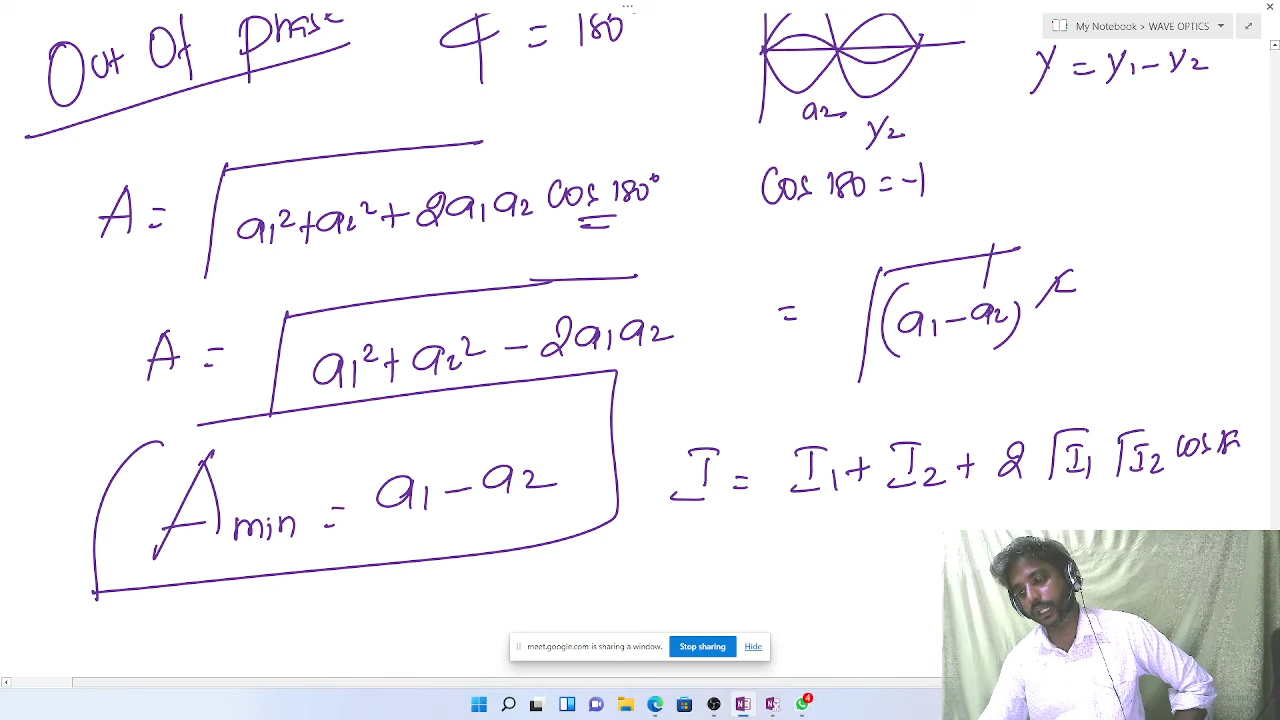 My Notebook > WAVE OPTICS
Out Of Phase φ = 180
y = y₁ - y₂
a₂
y₂
A = √a₁² + a₂² + 2a₁a₂ cos 180°
cos 180 = -1
A = √a₁² + a₂² - 2a₁a₂
= √(a₁ - a₂)²
A min = a₁ - a₂
I = I₁ + I₂ + 2 √I₁ √I₂ cos
meet.google.com is sharing a window.
Stop sharing
Hide
4